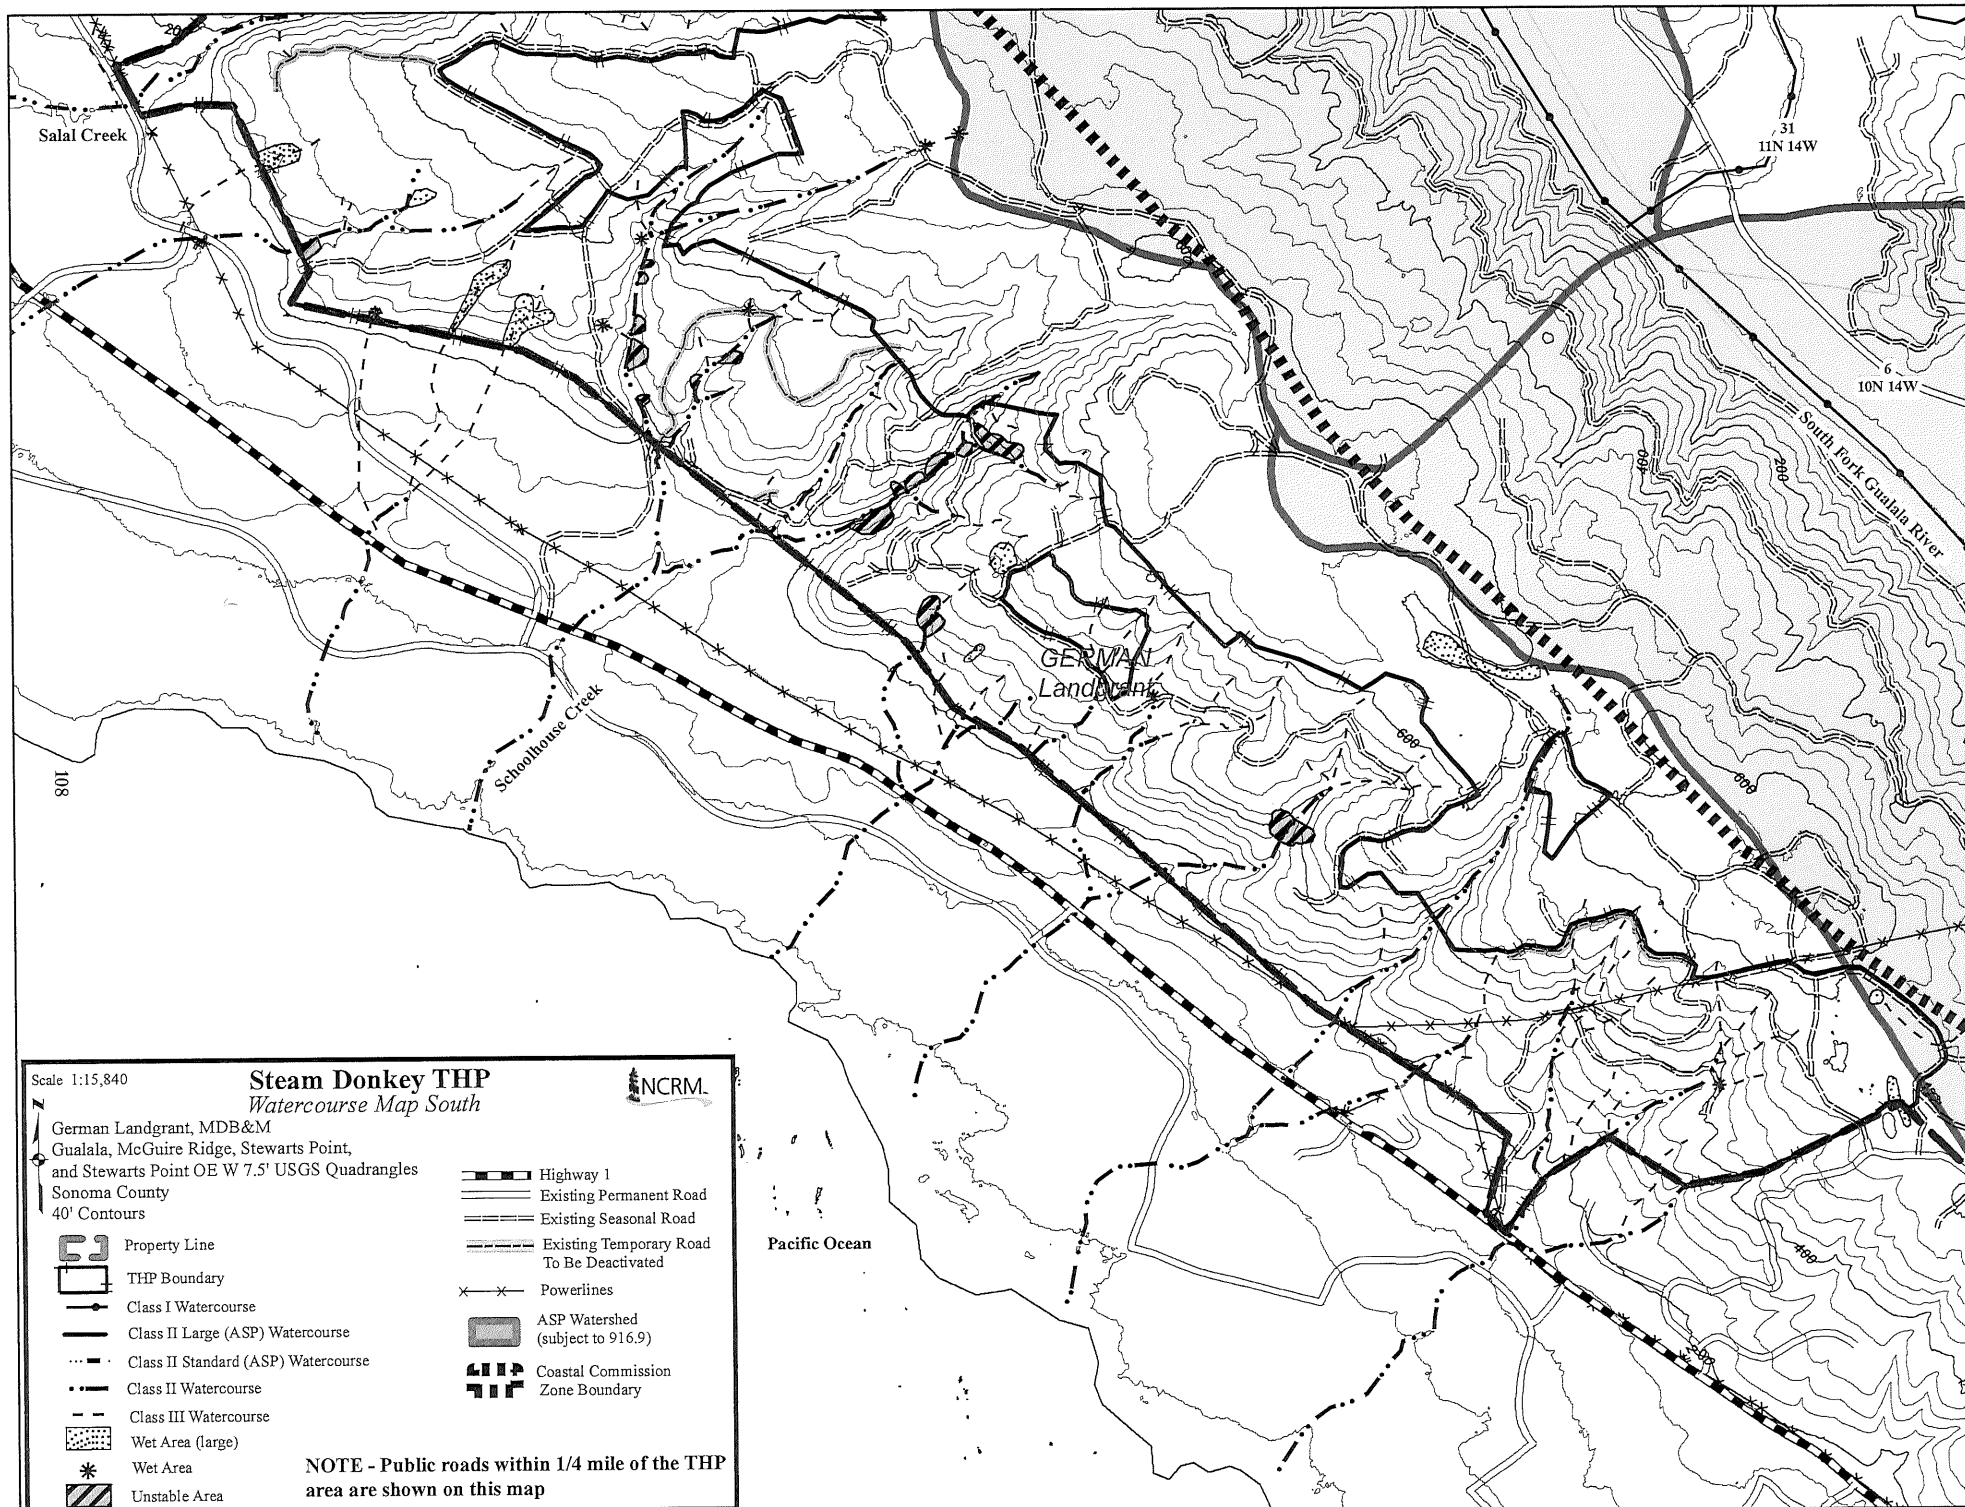 200
Salal Creek
31
11N 14W
6
10N 14W
600
400
200
South Fork Gualala River
GERMAN
Landgrant
600
600
Schoolhouse Creek
108
400
200
Pacific Ocean
Scale 1:15,840
Steam Donkey THP
Watercourse Map South
NCRM
N
German Landgrant, MDB&M
Gualala, McGuire Ridge, Stewarts Point,
and Stewarts Point OE W 7.5' USGS Quadrangles
Sonoma County
40' Contours
Property Line
THP Boundary
Class I Watercourse
Class II Large (ASP) Watercourse
Class II Standard (ASP) Watercourse
Class II Watercourse
Class III Watercourse
Wet Area (large)
Wet Area
Unstable Area
Highway 1
Existing Permanent Road
Existing Seasonal Road
Existing Temporary Road
To Be Deactivated
Powerlines
ASP Watershed
(subject to 916.9)
Coastal Commission
Zone Boundary
NOTE - Public roads within 1/4 mile of the THP
area are shown on this map